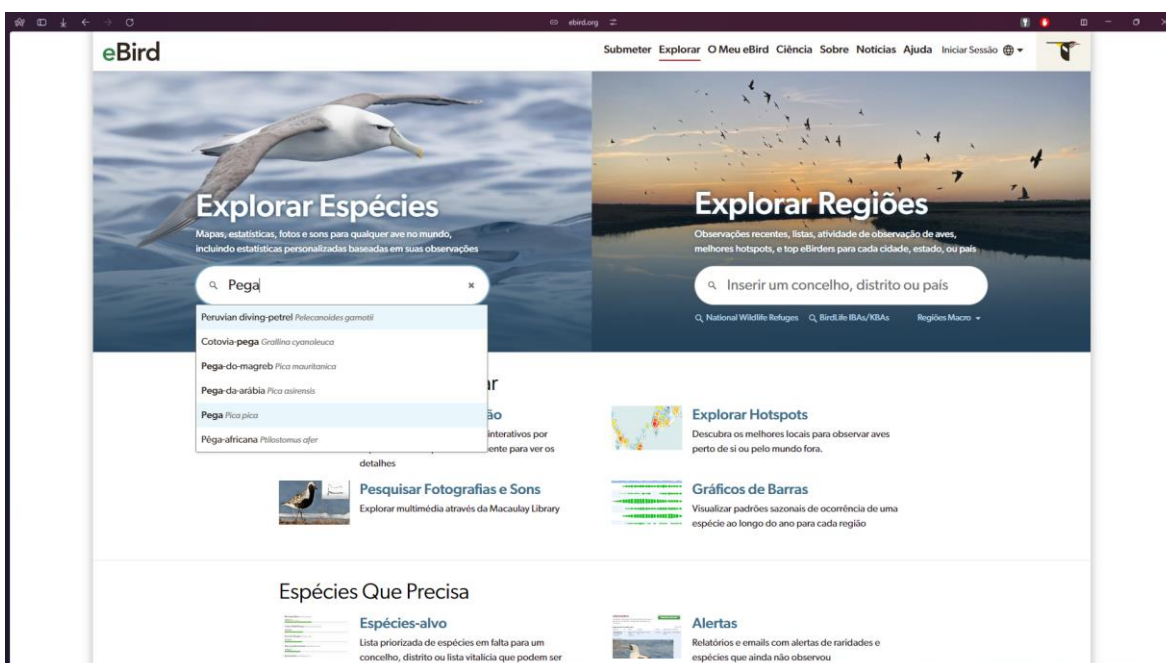 ebird.org
eBird
Submeter Explorar O Meu eBird Ciência Sobre Notícias Ajuda Iniciar Sessão
Explorar Espécies
Mapas, estatísticas, fotos e sons para qualquer ave no mundo,
incluindo estatísticas personalizadas baseadas em suas observações
Pega
Peruvian diving-petrel Pelecanoides garnotii
Cotovia-pega Grallina cyanoleuca
Pega-do-magreb Pica mauritanica
Pega-da-arábia Pica asirensis
Pega Pica pica
Pêga-africana Ptilostomus afer
Explorar Regiões
Observações recentes, listas, atividade de observação de aves,
melhores hotspots, e top eBirders para cada cidade, estado, ou país
Inserir um concelho, distrito ou país
National Wildlife Refuges BirdLife IBAs/KBAs Regiões Macro
ar
ão
interativos por
ente para ver os
detalhes
Explorar Hotspots
Descubra os melhores locais para observar aves
perto de si ou pelo mundo fora.
Pesquisar Fotografias e Sons
Explorar multimédia através da Macaulay Library
Gráficos de Barras
Visualizar padrões sazonais de ocorrência de uma
espécie ao longo do ano para cada região
Espécies Que Precisa
Espécies-alvo
Lista priorizada de espécies em falta para um
concelho, distrito ou lista vitalícia que podem ser
Alertas
Relatórios e emails com alertas de raridades e
espécies que ainda não observou